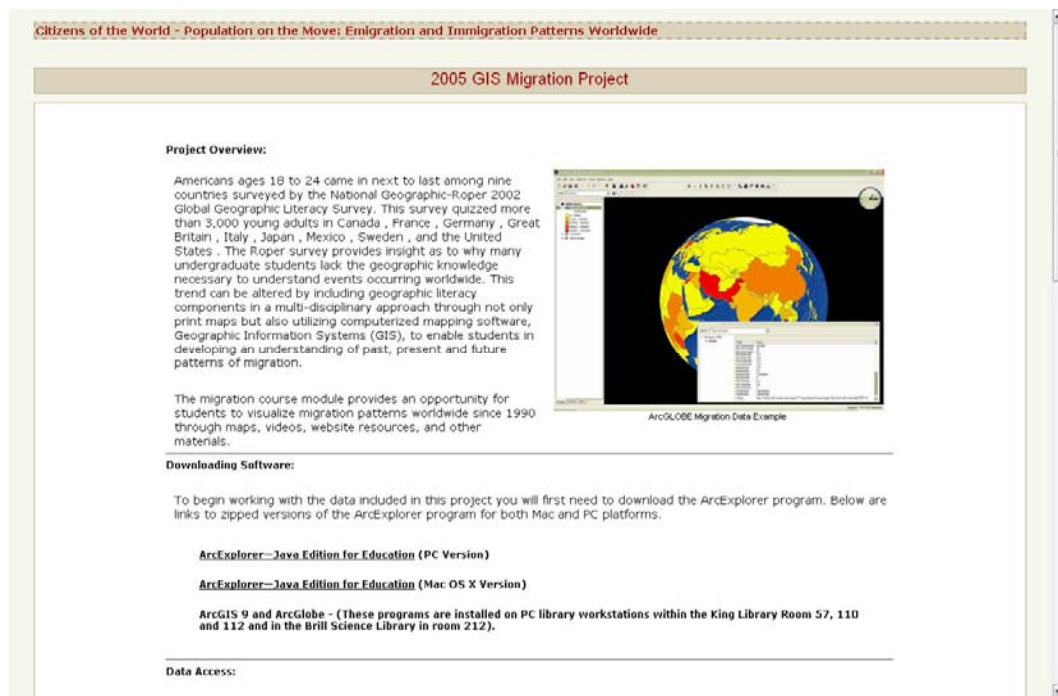 Citizens of the World - Population on the Move: Emigration and Immigration Patterns Worldwide
2005 GIS Migration Project
Project Overview:
Americans ages 18 to 24 came in next to last among nine
countries surveyed by the National Geographic-Roper 2002
Global Geographic Literacy Survey. This survey quizzed more
than 3,000 young adults in Canada , France , Germany , Great
Britain , Italy , Japan , Mexico , Sweden , and the United
States . The Roper survey provides insight as to why many
undergraduate students lack the geographic knowledge
necessary to understand events occurring worldwide. This
trend can be altered by including geographic literacy
components in a multi-disciplinary approach through not only
print maps but also utilizing computerized mapping software,
Geographic Information Systems (GIS), to enable students in
developing an understanding of past, present and future
patterns of migration.
The migration course module provides an opportunity for
students to visualize migration patterns worldwide since 1990
through maps, videos, website resources, and other
materials.
ArcGLOBE Migration Data Example
Downloading Software:
To begin working with the data included in this project you will first need to download the ArcExplorer program. Below are
links to zipped versions of the ArcExplorer program for both Mac and PC platforms.
ArcExplorer—Java Edition for Education (PC Version)
ArcExplorer—Java Edition for Education (Mac OS X Version)
ArcGIS 9 and ArcGlobe - (These programs are installed on PC library workstations within the King Library Room 57, 110
and 112 and in the Brill Science Library in room 212).
Data Access: